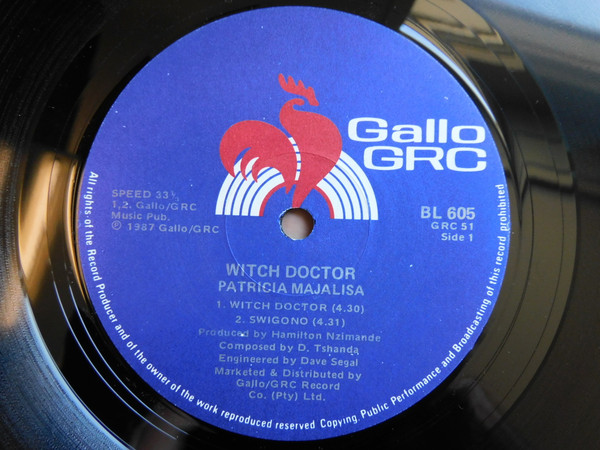 Gallo
GRC
SPEED 33⅓
1,2. Gallo/GRC
Music Pub.
℗ 1987 Gallo/GRC
BL 605
GRC 51
Side 1
WITCH DOCTOR
PATRICIA MAJALISA
1. WITCH DOCTOR (4.30)
2. SWIGONO (4.31)
Produced by Hamilton Nzimande
Composed by D. Tshanda
Engineered by Dave Segal
Marketed & Distributed by
Gallo/GRC Record
Co. (Pty) Ltd.
All rights of the Record Producer and of the owner of the work reproduced reserved Copying, Public Performance and Broadcasting of this record prohibited